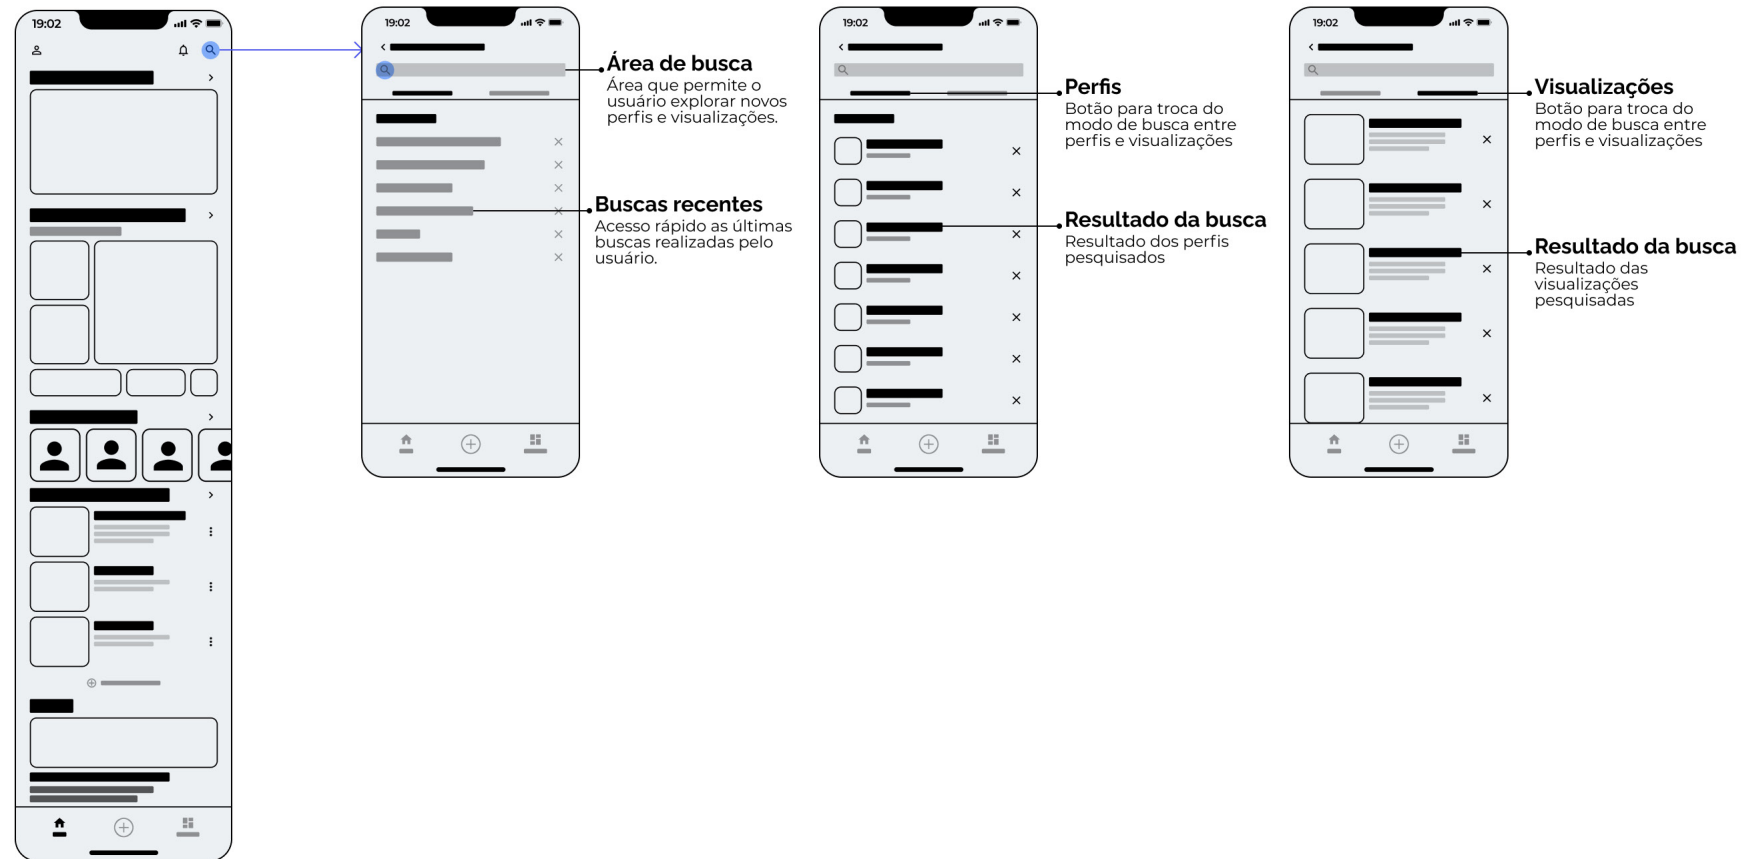 19:02
19:02
Área de busca
Área que permite o
usuário explorar novos
perfis e visualizações.
Buscas recentes
Acesso rápido as últimas
buscas realizadas pelo
usuário.
19:02
Perfis
Botão para troca do
modo de busca entre
perfis e visualizações
Resultado da busca
Resultado dos perfis
pesquisados
19:02
Visualizações
Botão para troca do
modo de busca entre
perfis e visualizações
Resultado da busca
Resultado das
visualizações
pesquisadas